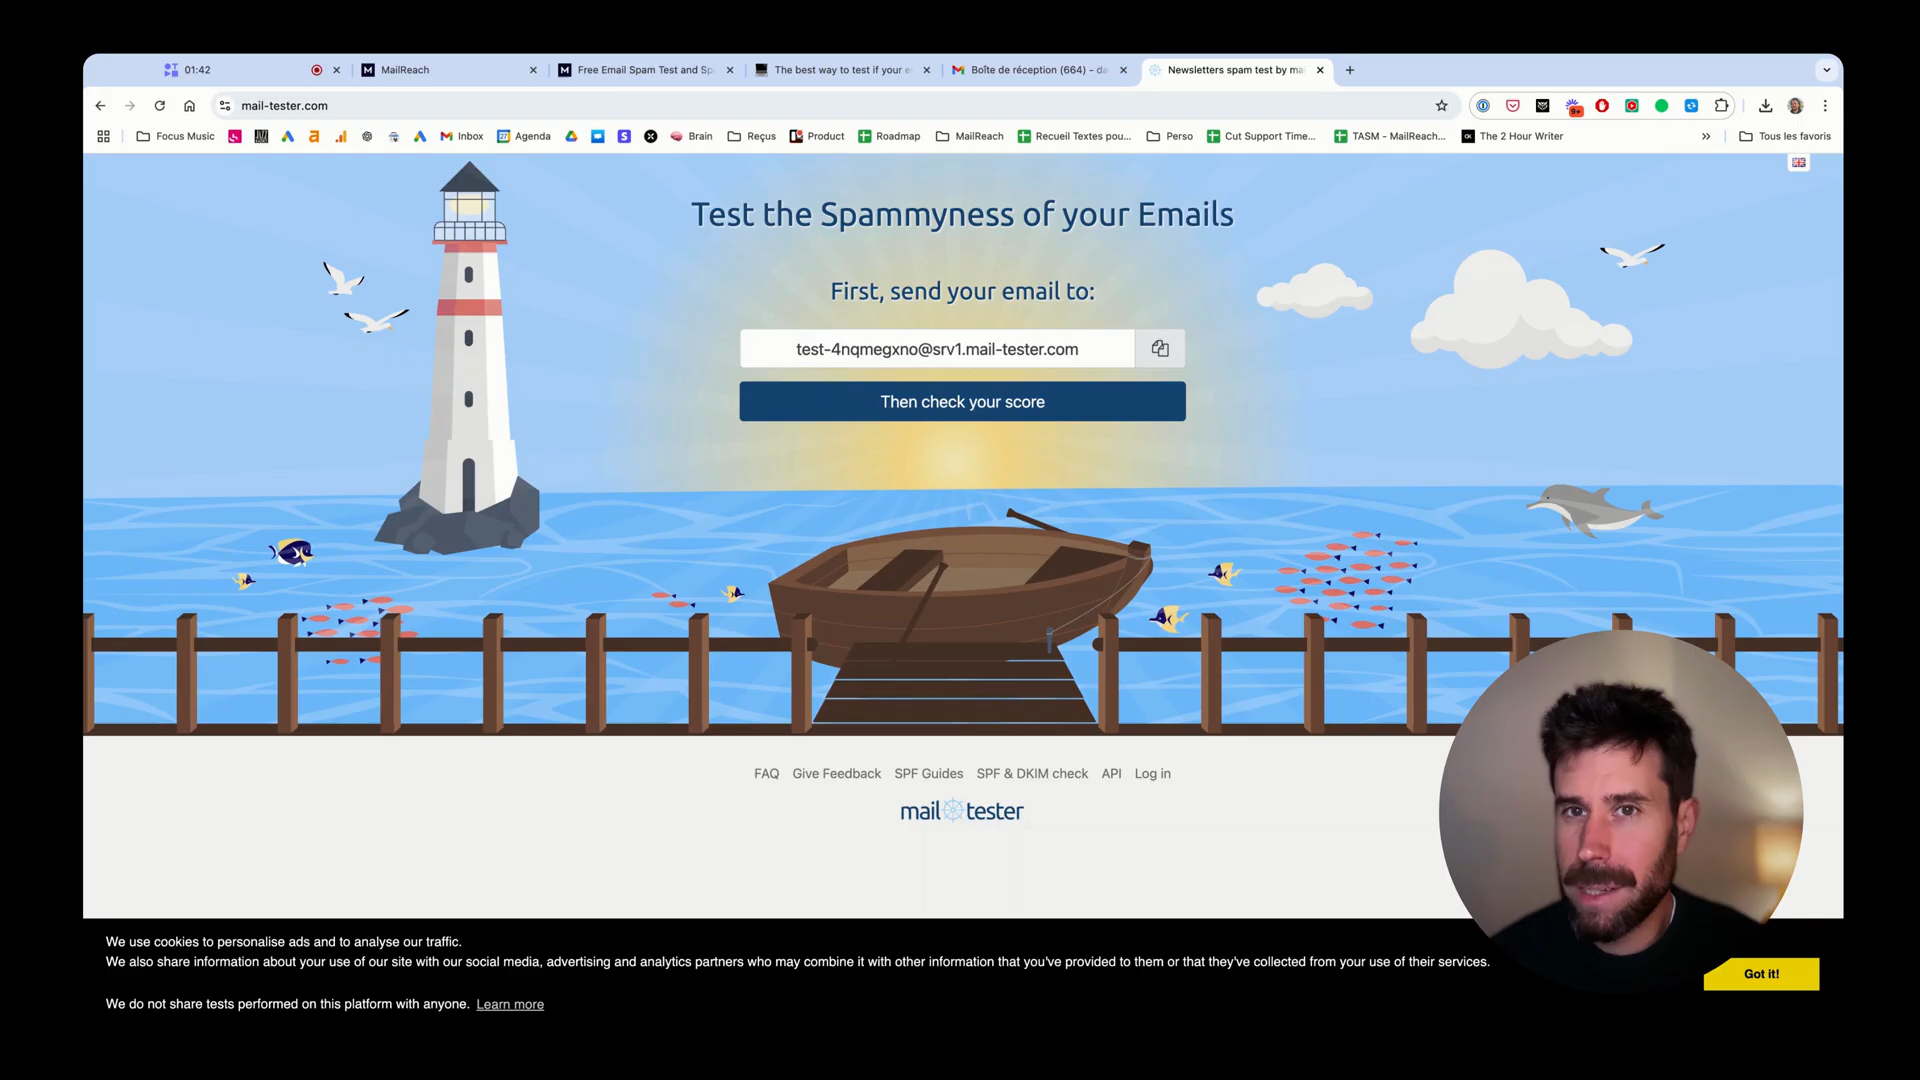 01:42
MailReach
Free Email Spam Test and Sp
The best way to test if your e
Boîte de réception (664) - da
Newsletters spam test by mai
mail-tester.com
9+
Focus Music
Inbox
27
Agenda
Brain
Reçus
Product
Roadmap
MailReach
Recueil Textes pou...
Perso
Cut Support Time...
TASM - MailReach...
The 2 Hour Writer
»
Tous les favoris
Test the Spammyness of your Emails
First, send your email to:
test-4nqmegxno@srv1.mail-tester.com
Then check your score
FAQ Give Feedback SPF Guides SPF & DKIM check API Log in
mail tester
We use cookies to personalise ads and to analyse our traffic.
We also share information about your use of our site with our social media, advertising and analytics partners who may combine it with other information that you've provided to them or that they've collected from your use of their services.
Got it!
We do not share tests performed on this platform with anyone. Learn more